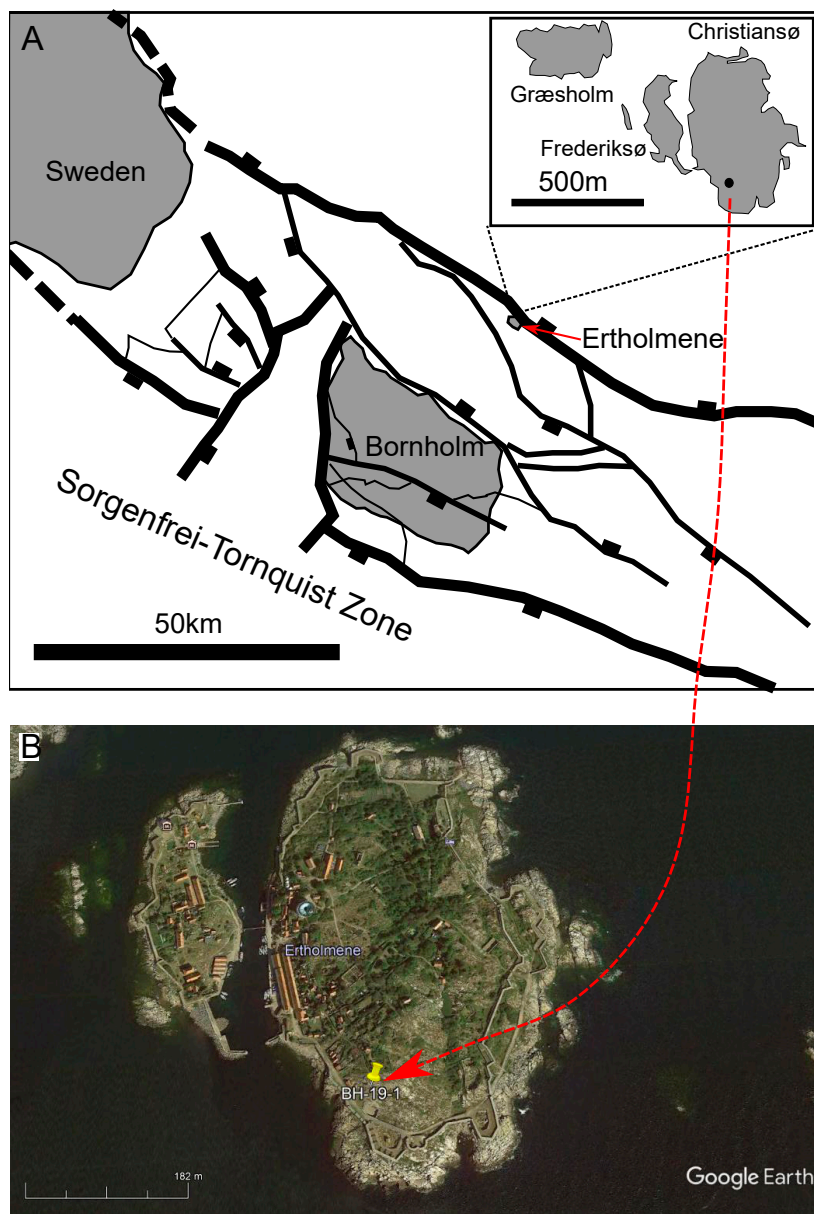 A
Christiansø
Græsholm
Frederiksø
500m
Sweden
Ertholmene
Bornholm
Sorgenfrei-Tornquist Zone
50km
B
Ertholmene
BH-19-1
182 m
Google Earth